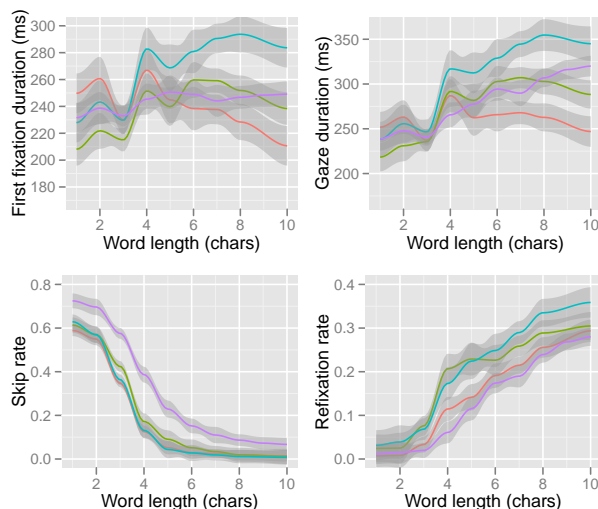 First fixation duration (ms)
300
280
260
240
220
200
180
2 4 6 8 10
Word length (chars)
Gaze duration (ms)
350
300
250
200
2 4 6 8 10
Word length (chars)
Skip rate
0.8
0.6
0.4
0.2
0.0
2 4 6 8 10
Word length (chars)
Refixation rate
0.4
0.3
0.2
0.1
0.0
2 4 6 8 10
Word length (chars)